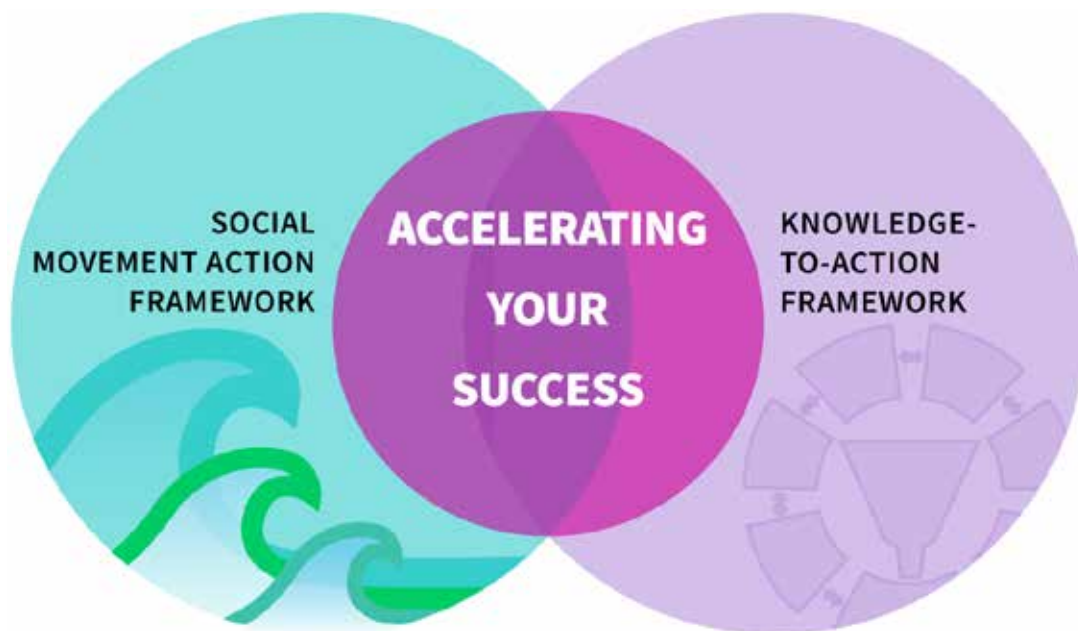 SOCIAL
MOVEMENT ACTION
FRAMEWORK
ACCELERATING
YOUR
SUCCESS
KNOWLEDGE-
TO-ACTION
FRAMEWORK